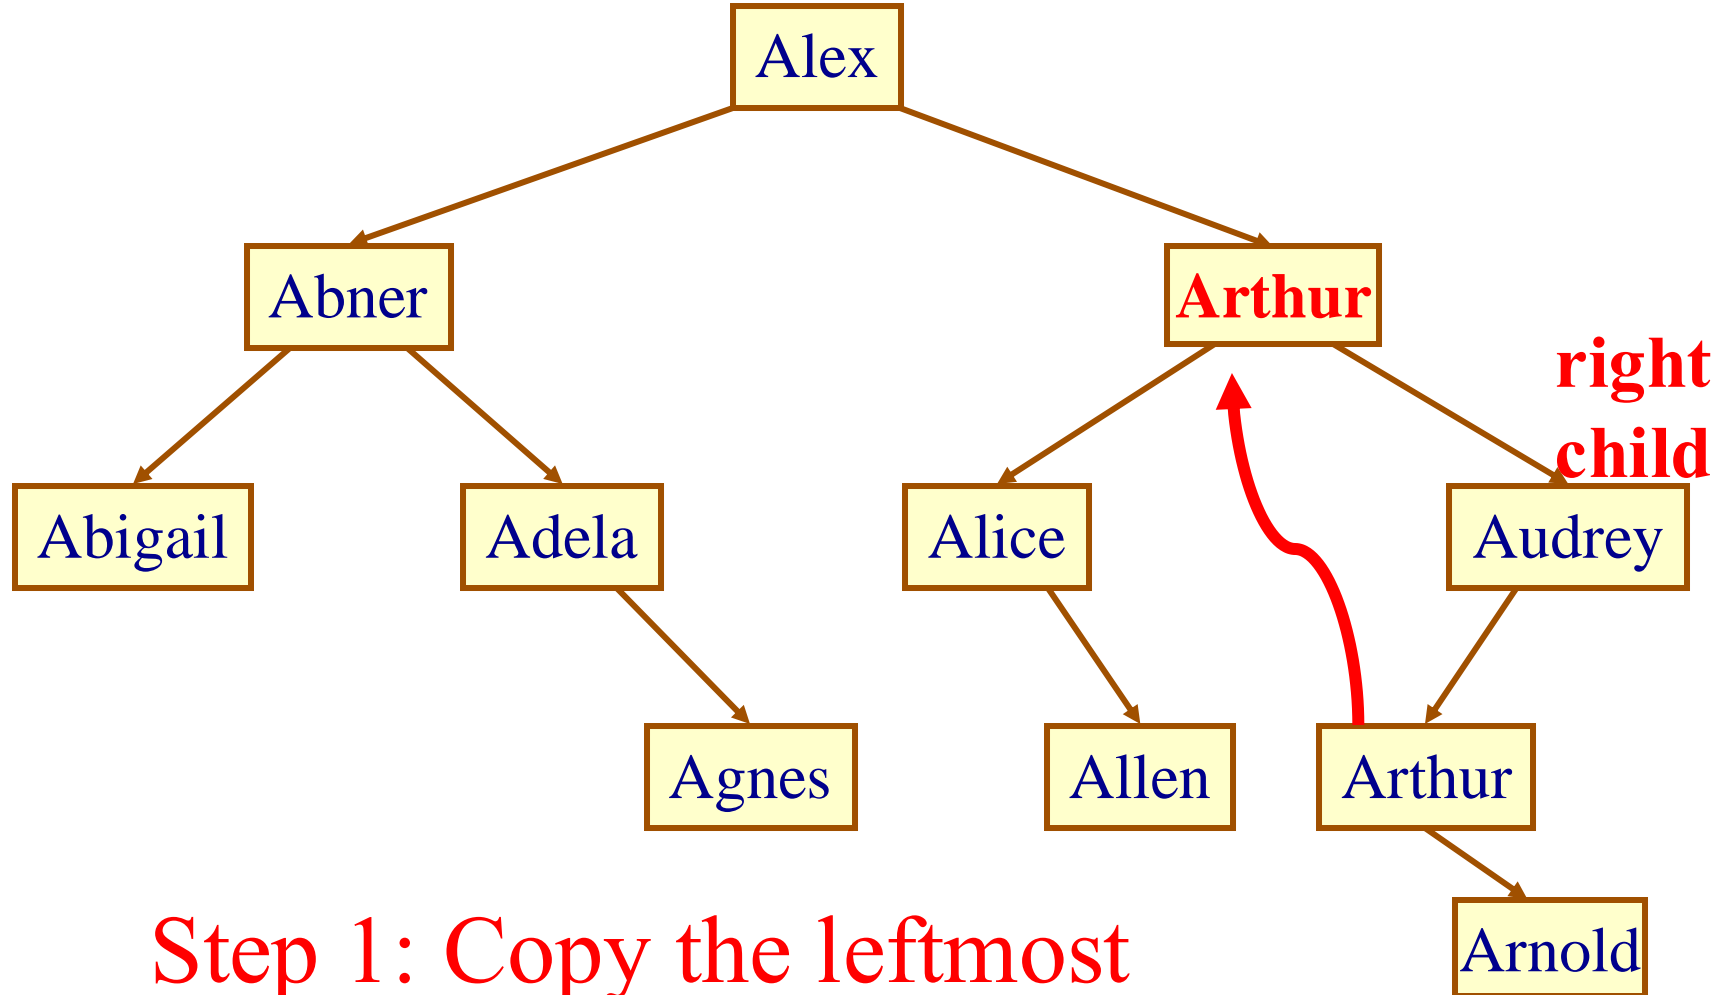 Alex
Abner
Arthur
right
child
Abigail
Adela
Alice
Audrey
Agnes
Allen
Arthur
Arnold
Step 1: Copy the leftmost